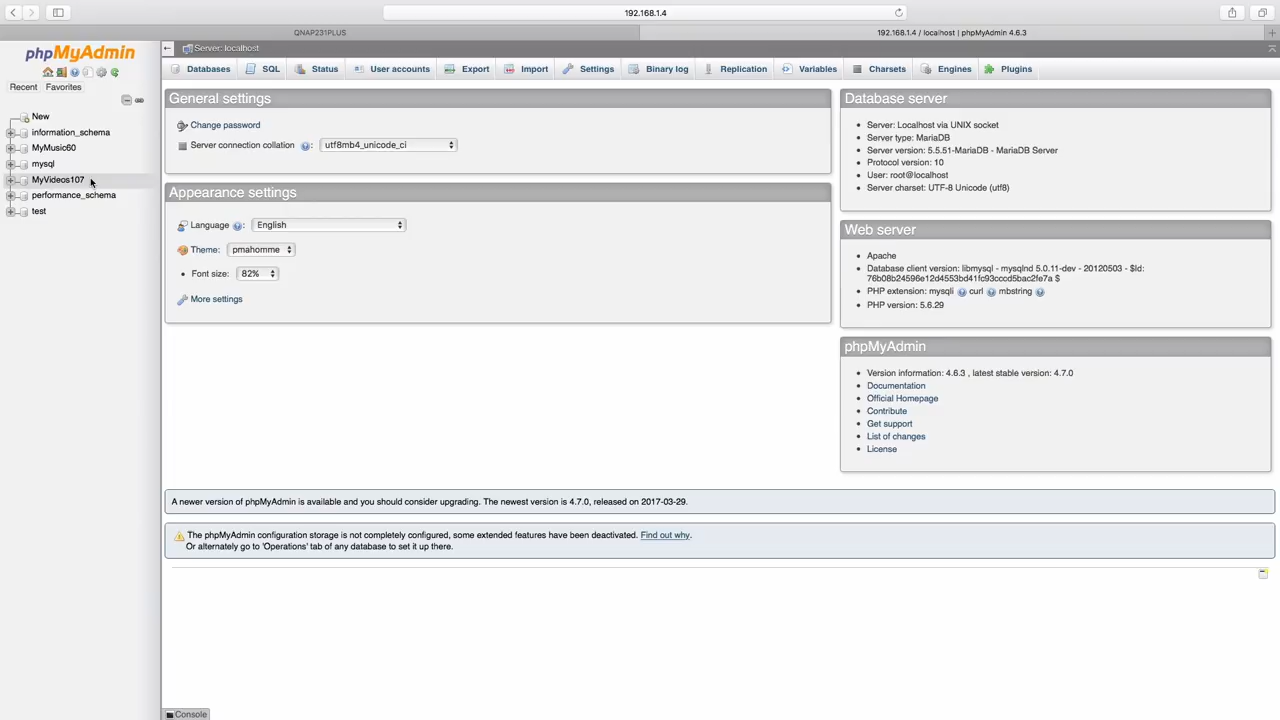 192.168.1.4
QNAP231PLUS
192.168.1.4 / localhost | phpMyAdmin 4.6.3
phpMyAdmin
Recent Favorites
New
information_schema
MyMusic60
mysql
MyVideos107
performance_schema
test
Server: localhost
Databases SQL Status User accounts Export Import Settings Binary log Replication Variables Charsets Engines Plugins
General settings
Change password
Server connection collation : utf8mb4_unicode_ci
Appearance settings
Language : English
Theme: pmahomme
Font size: 82%
More settings
Database server
Server: Localhost via UNIX socket
Server type: MariaDB
Server version: 5.5.51-MariaDB - MariaDB Server
Protocol version: 10
User: root@localhost
Server charset: UTF-8 Unicode (utf8)
Web server
Apache
Database client version: libmysql - mysqlnd 5.0.11-dev - 20120503 - $Id:
76b08b24596e12d4553bd41fc93cccd5bac2fe7a $
PHP extension: mysqli curl mbstring
PHP version: 5.6.29
phpMyAdmin
Version information: 4.6.3 , latest stable version: 4.7.0
Documentation
Official Homepage
Contribute
Get support
List of changes
License
A newer version of phpMyAdmin is available and you should consider upgrading. The newest version is 4.7.0, released on 2017-03-29.
The phpMyAdmin configuration storage is not completely configured, some extended features have been deactivated. Find out why.
Or alternately go to 'Operations' tab of any database to set it up there.
Console